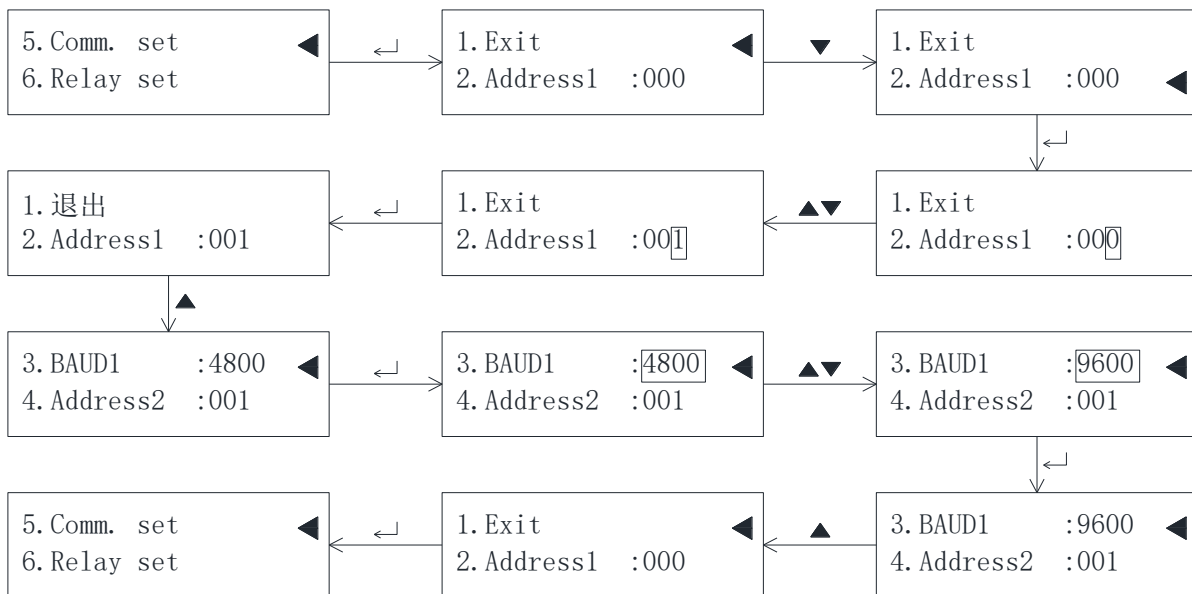 5.Comm. set
6.Relay set
1.Exit
2.Address1 :000
1.Exit
2.Address1 :000
1.退出
2.Address1 :001
1.Exit
2.Address1 :001
1.Exit
2.Address1 :000
3.BAUD1 :4800
4.Address2 :001
3.BAUD1 :4800
4.Address2 :001
3.BAUD1 :9600
4.Address2 :001
5.Comm. set
6.Relay set
1.Exit
2.Address1 :000
3.BAUD1 :9600
4.Address2 :001